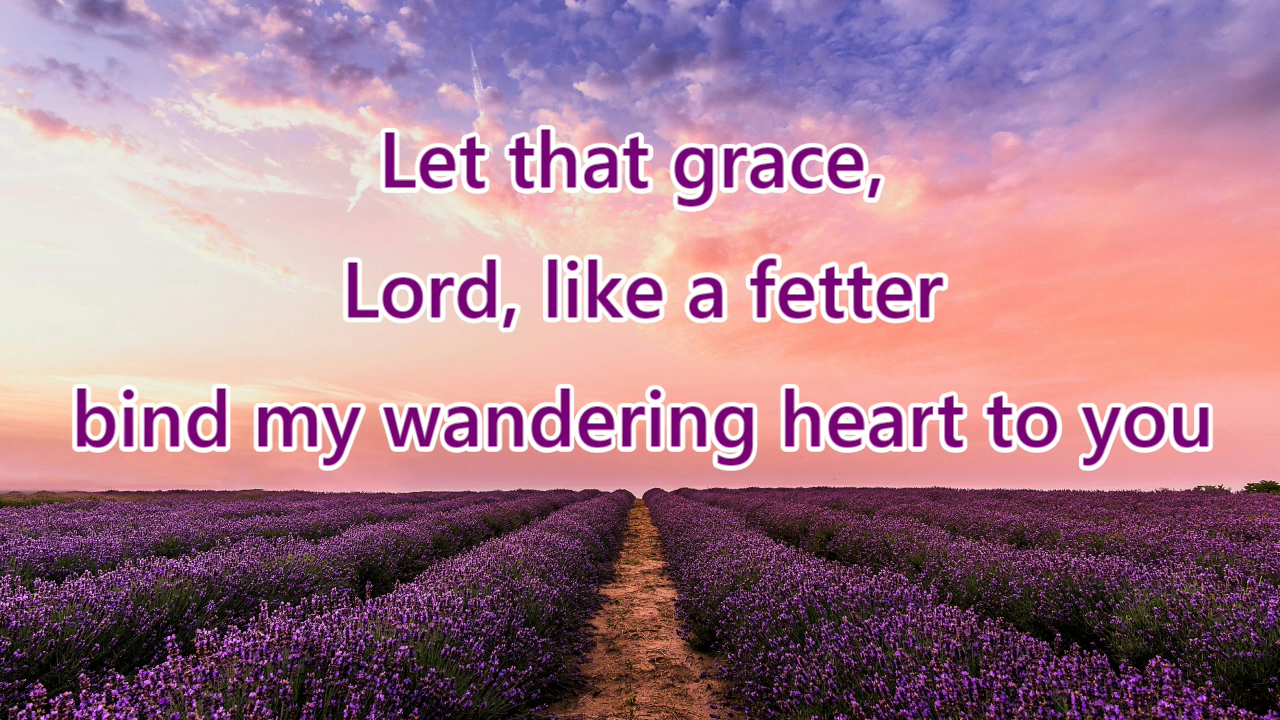 Let that grace,
Lord, like a fetter
bind my wandering heart to you